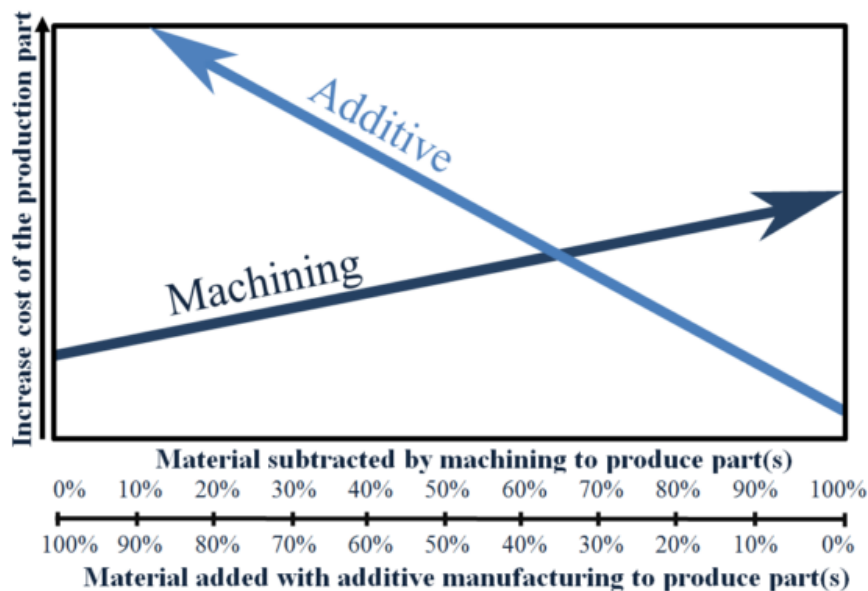 Increase cost of the production part
Additive
Machining
Material subtracted by machining to produce part(s)
0% 10% 20% 30% 40% 50% 60% 70% 80% 90% 100%
100% 90% 80% 70% 60% 50% 40% 30% 20% 10% 0%
Material added with additive manufacturing to produce part(s)